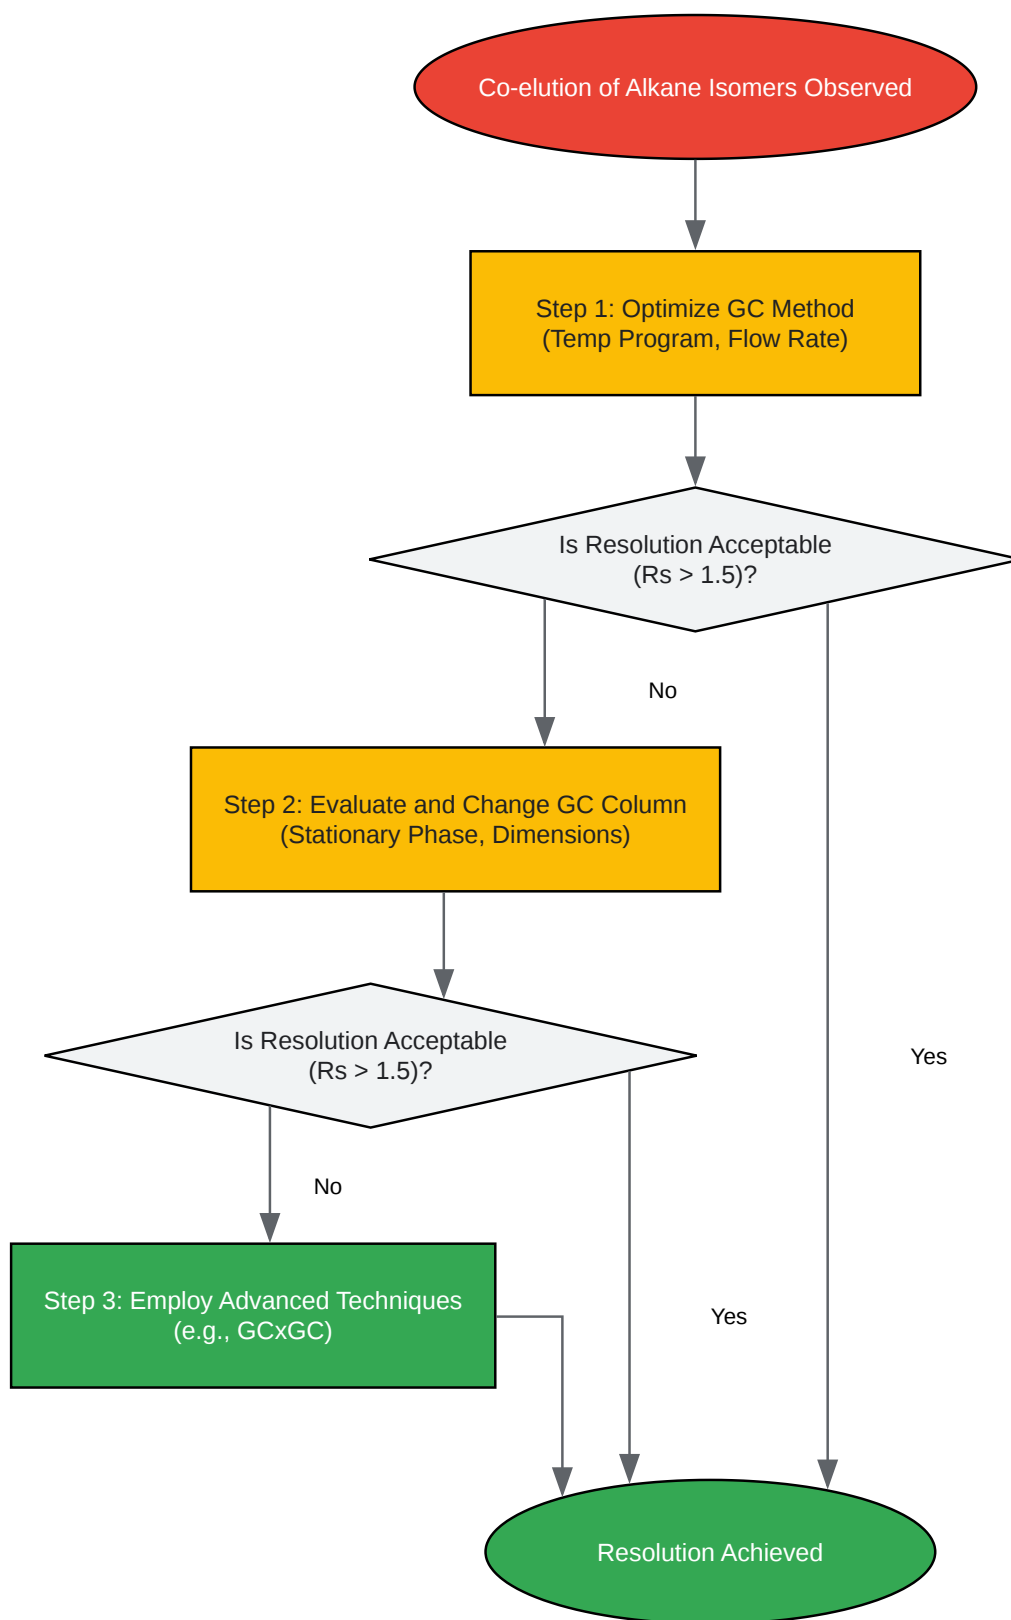 Co-elution of Alkane Isomers Observed
Step 1: Optimize GC Method
(Temp Program, Flow Rate)
Is Resolution Acceptable
(Rs > 1.5)?
No
Step 2: Evaluate and Change GC Column
(Stationary Phase, Dimensions)
Is Resolution Acceptable
(Rs > 1.5)?
Yes
No
Step 3: Employ Advanced Techniques
(e.g., GCxGC)
Yes
Resolution Achieved